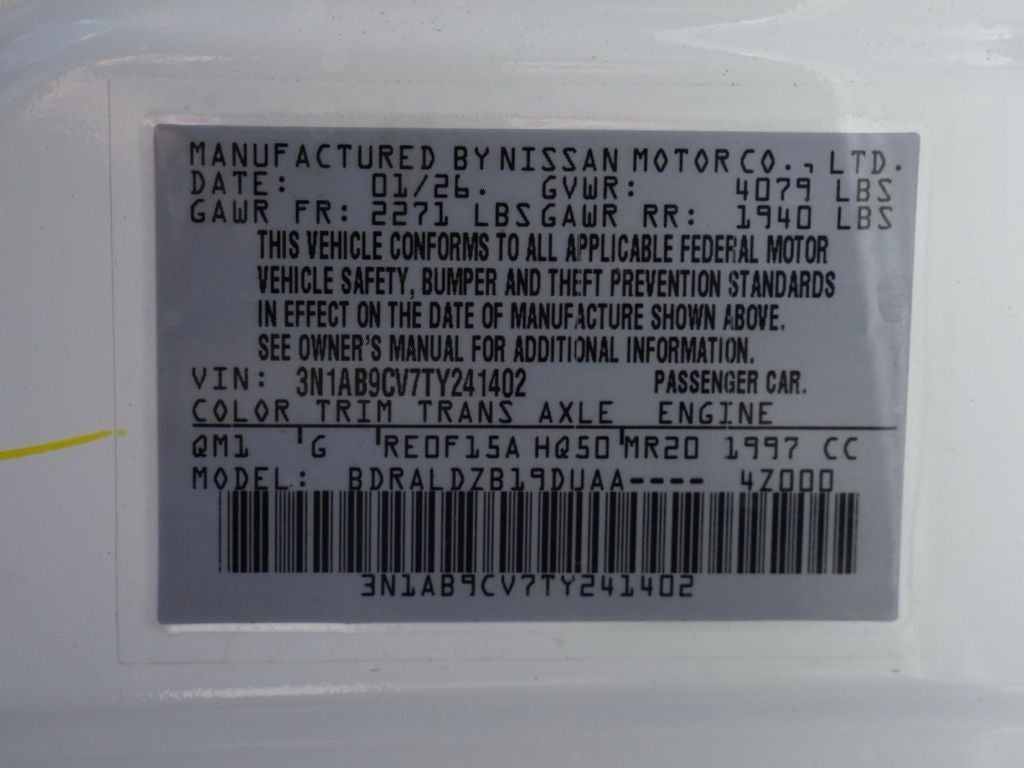 MANUFACTURED BY NISSAN MOTOR CO., LTD.
DATE: 01/26. GVWR: 4079 LBS
GAWR FR: 2271 LBS GAWR RR: 1940 LBS
THIS VEHICLE CONFORMS TO ALL APPLICABLE FEDERAL MOTOR
VEHICLE SAFETY, BUMPER AND THEFT PREVENTION STANDARDS
IN EFFECT ON THE DATE OF MANUFACTURE SHOWN ABOVE.
SEE OWNER'S MANUAL FOR ADDITIONAL INFORMATION.
VIN: 3N1AB9CV7TY241402 PASSENGER CAR.
COLOR TRIM TRANS AXLE ENGINE
QM1 G RE0F15A HQ50 MR20 1997 CC
MODEL: BDRALDZB19DUAA---- 4Z000
3N1AB9CV7TY241402